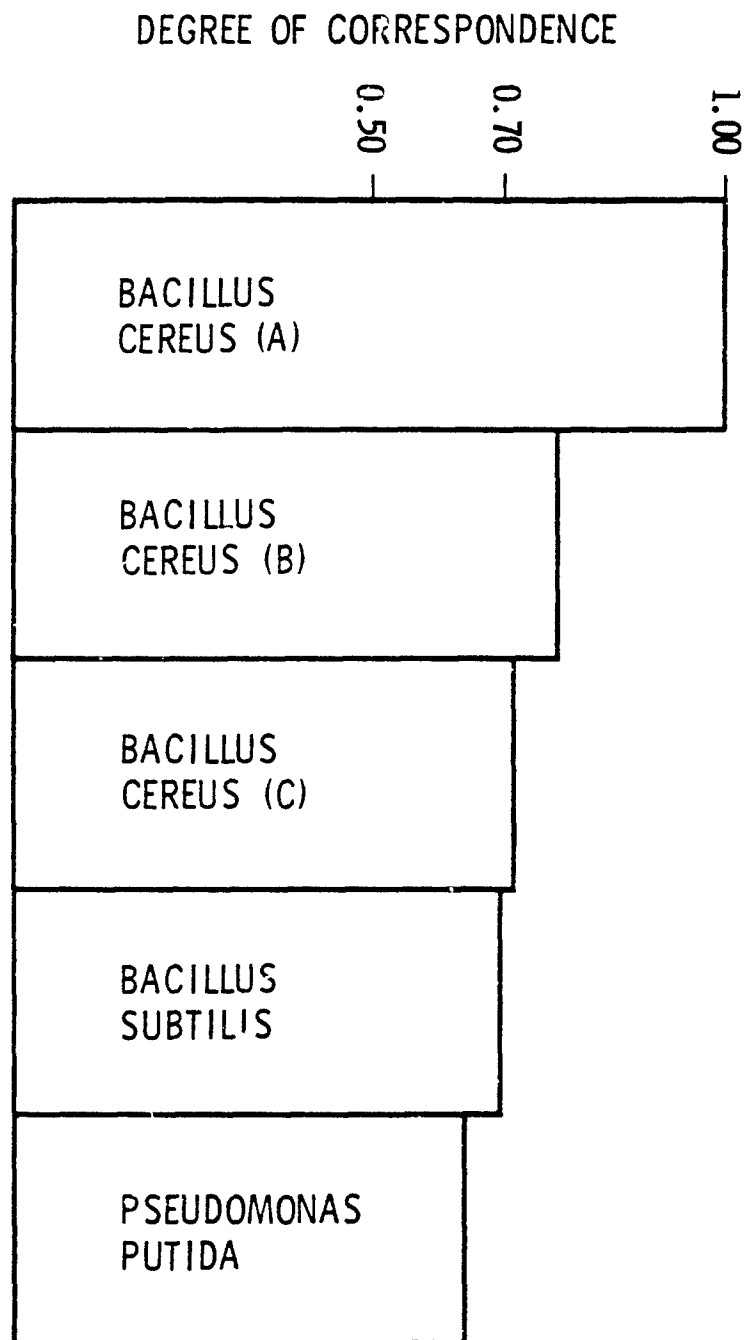 DEGREE OF CORRESPONDENCE
0.50
0.70
1.00
BACILLUS
CEREUS (A)
BACILLUS
CEREUS (B)
BACILLUS
CEREUS (C)
BACILLUS
SUBTILIS
PSEUDOMONAS
PUTIDA